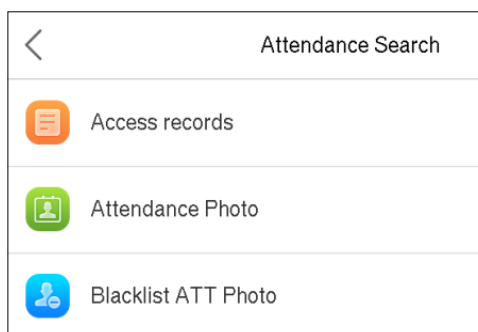 Attendance Search
Access records
Attendance Photo
Blacklist ATT Photo